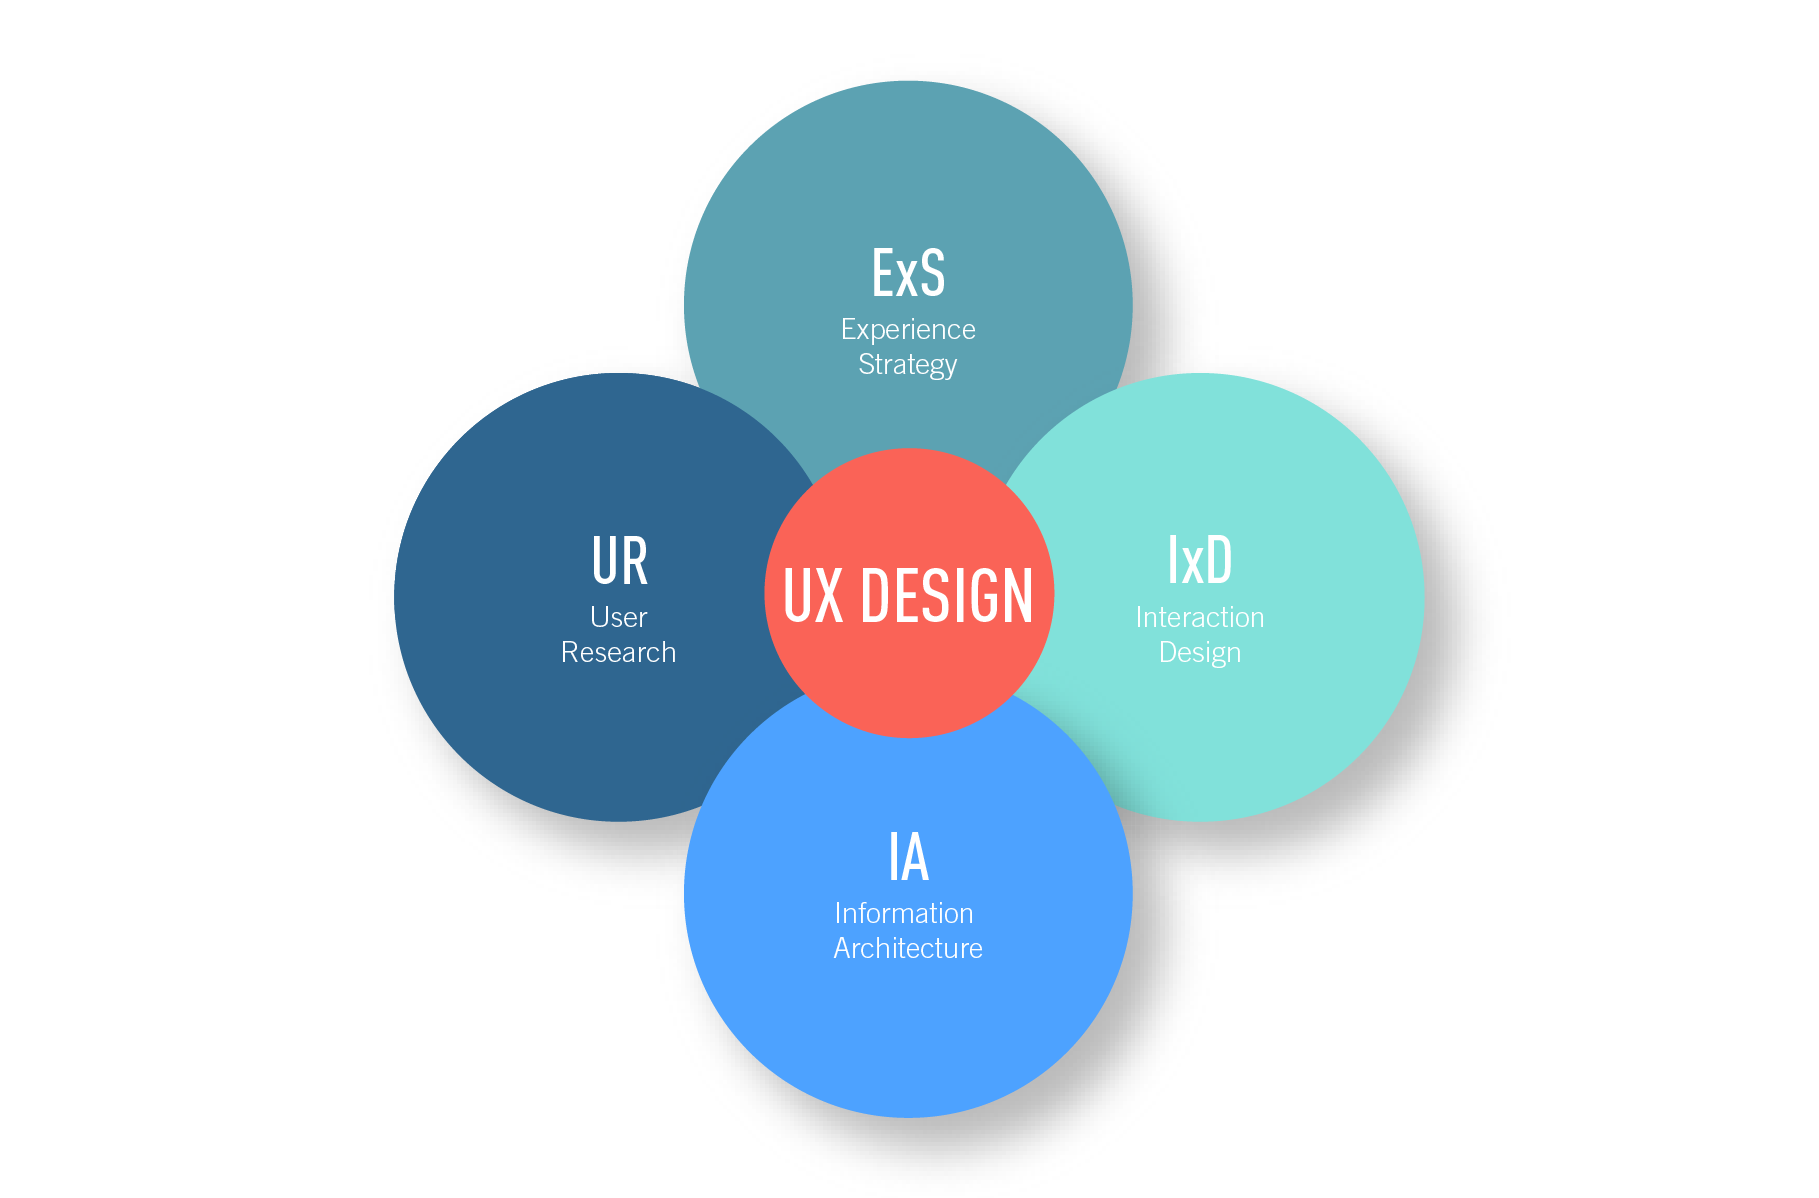 ExS
Experience
Strategy
UR
User
Research
UX DESIGN
IxD
Interaction
Design
IA
Information
Architecture